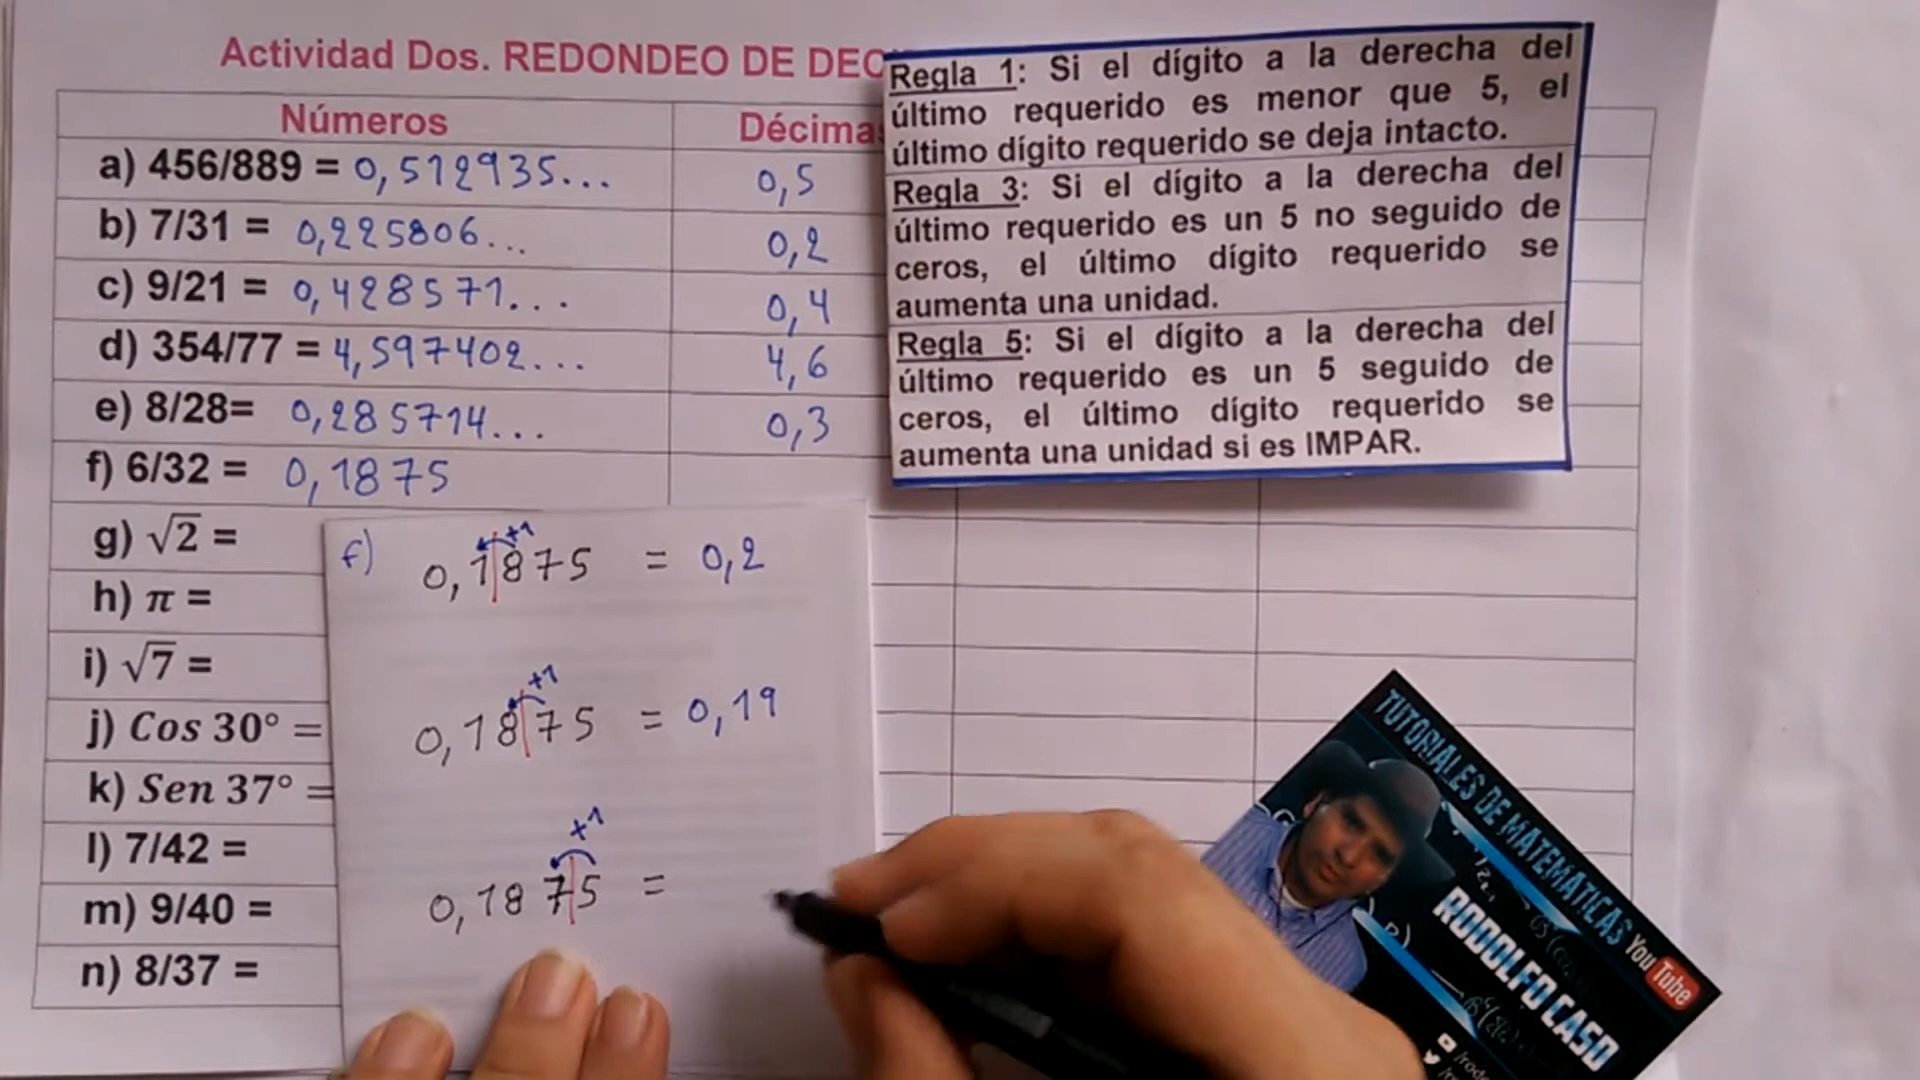 Actividad Dos. REDONDEO DE DEC
Números
Décimas
a) 456/889 = 0,512935...
0,5
b) 7/31 = 0,225806...
0,2
c) 9/21 = 0,428571...
0,4
d) 354/77 = 4,597402...
4,6
e) 8/28= 0,285714...
0,3
f) 6/32 = 0,1875
g) √2 =
h) π =
i) √7 =
j) Cos 30° =
k) Sen 37° =
l) 7/42 =
m) 9/40 =
n) 8/37 =
Regla 1: Si el dígito a la derecha del
último requerido es menor que 5, el
último dígito requerido se deja intacto.
Regla 3: Si el dígito a la derecha del
último requerido es un 5 no seguido de
ceros, el último dígito requerido se
aumenta una unidad.
Regla 5: Si el dígito a la derecha del
último requerido es un 5 seguido de
ceros, el último dígito requerido se
aumenta una unidad si es IMPAR.
f)
+1
0,1875 = 0,2
+1
0,1875 = 0,19
+1
0,1875 =
TUTORIALES DE MATEMATICAS YouTube
RODOLFO CASO